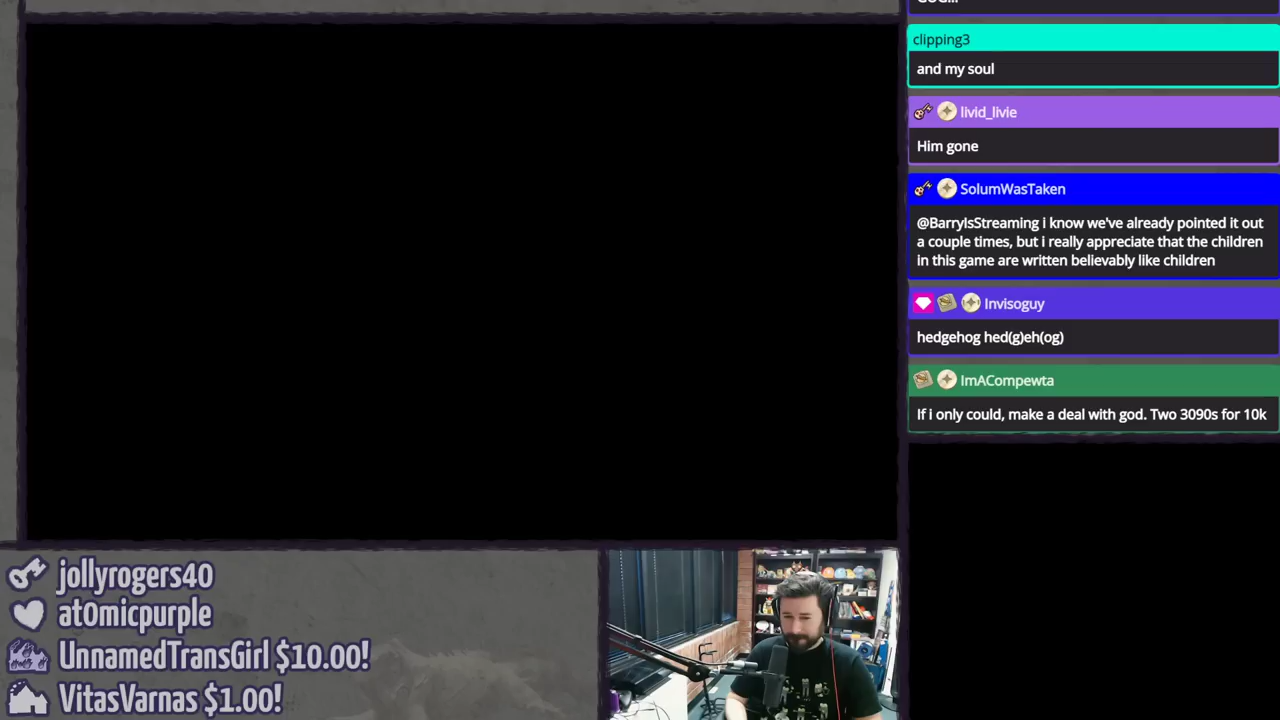 clipping3
and my soul
livid_livie
Him gone
SolumWasTaken
@BarryIsStreaming i know we've already pointed it out
a couple times, but i really appreciate that the children
in this game are written believably like children
Invisoguy
hedgehog hed(g)eh(og)
ImACompewta
If i only could, make a deal with god. Two 3090s for 10k
jollyrogers40
at0micpurple
UnnamedTransGirl $10.00!
VitasVarnas $1.00!